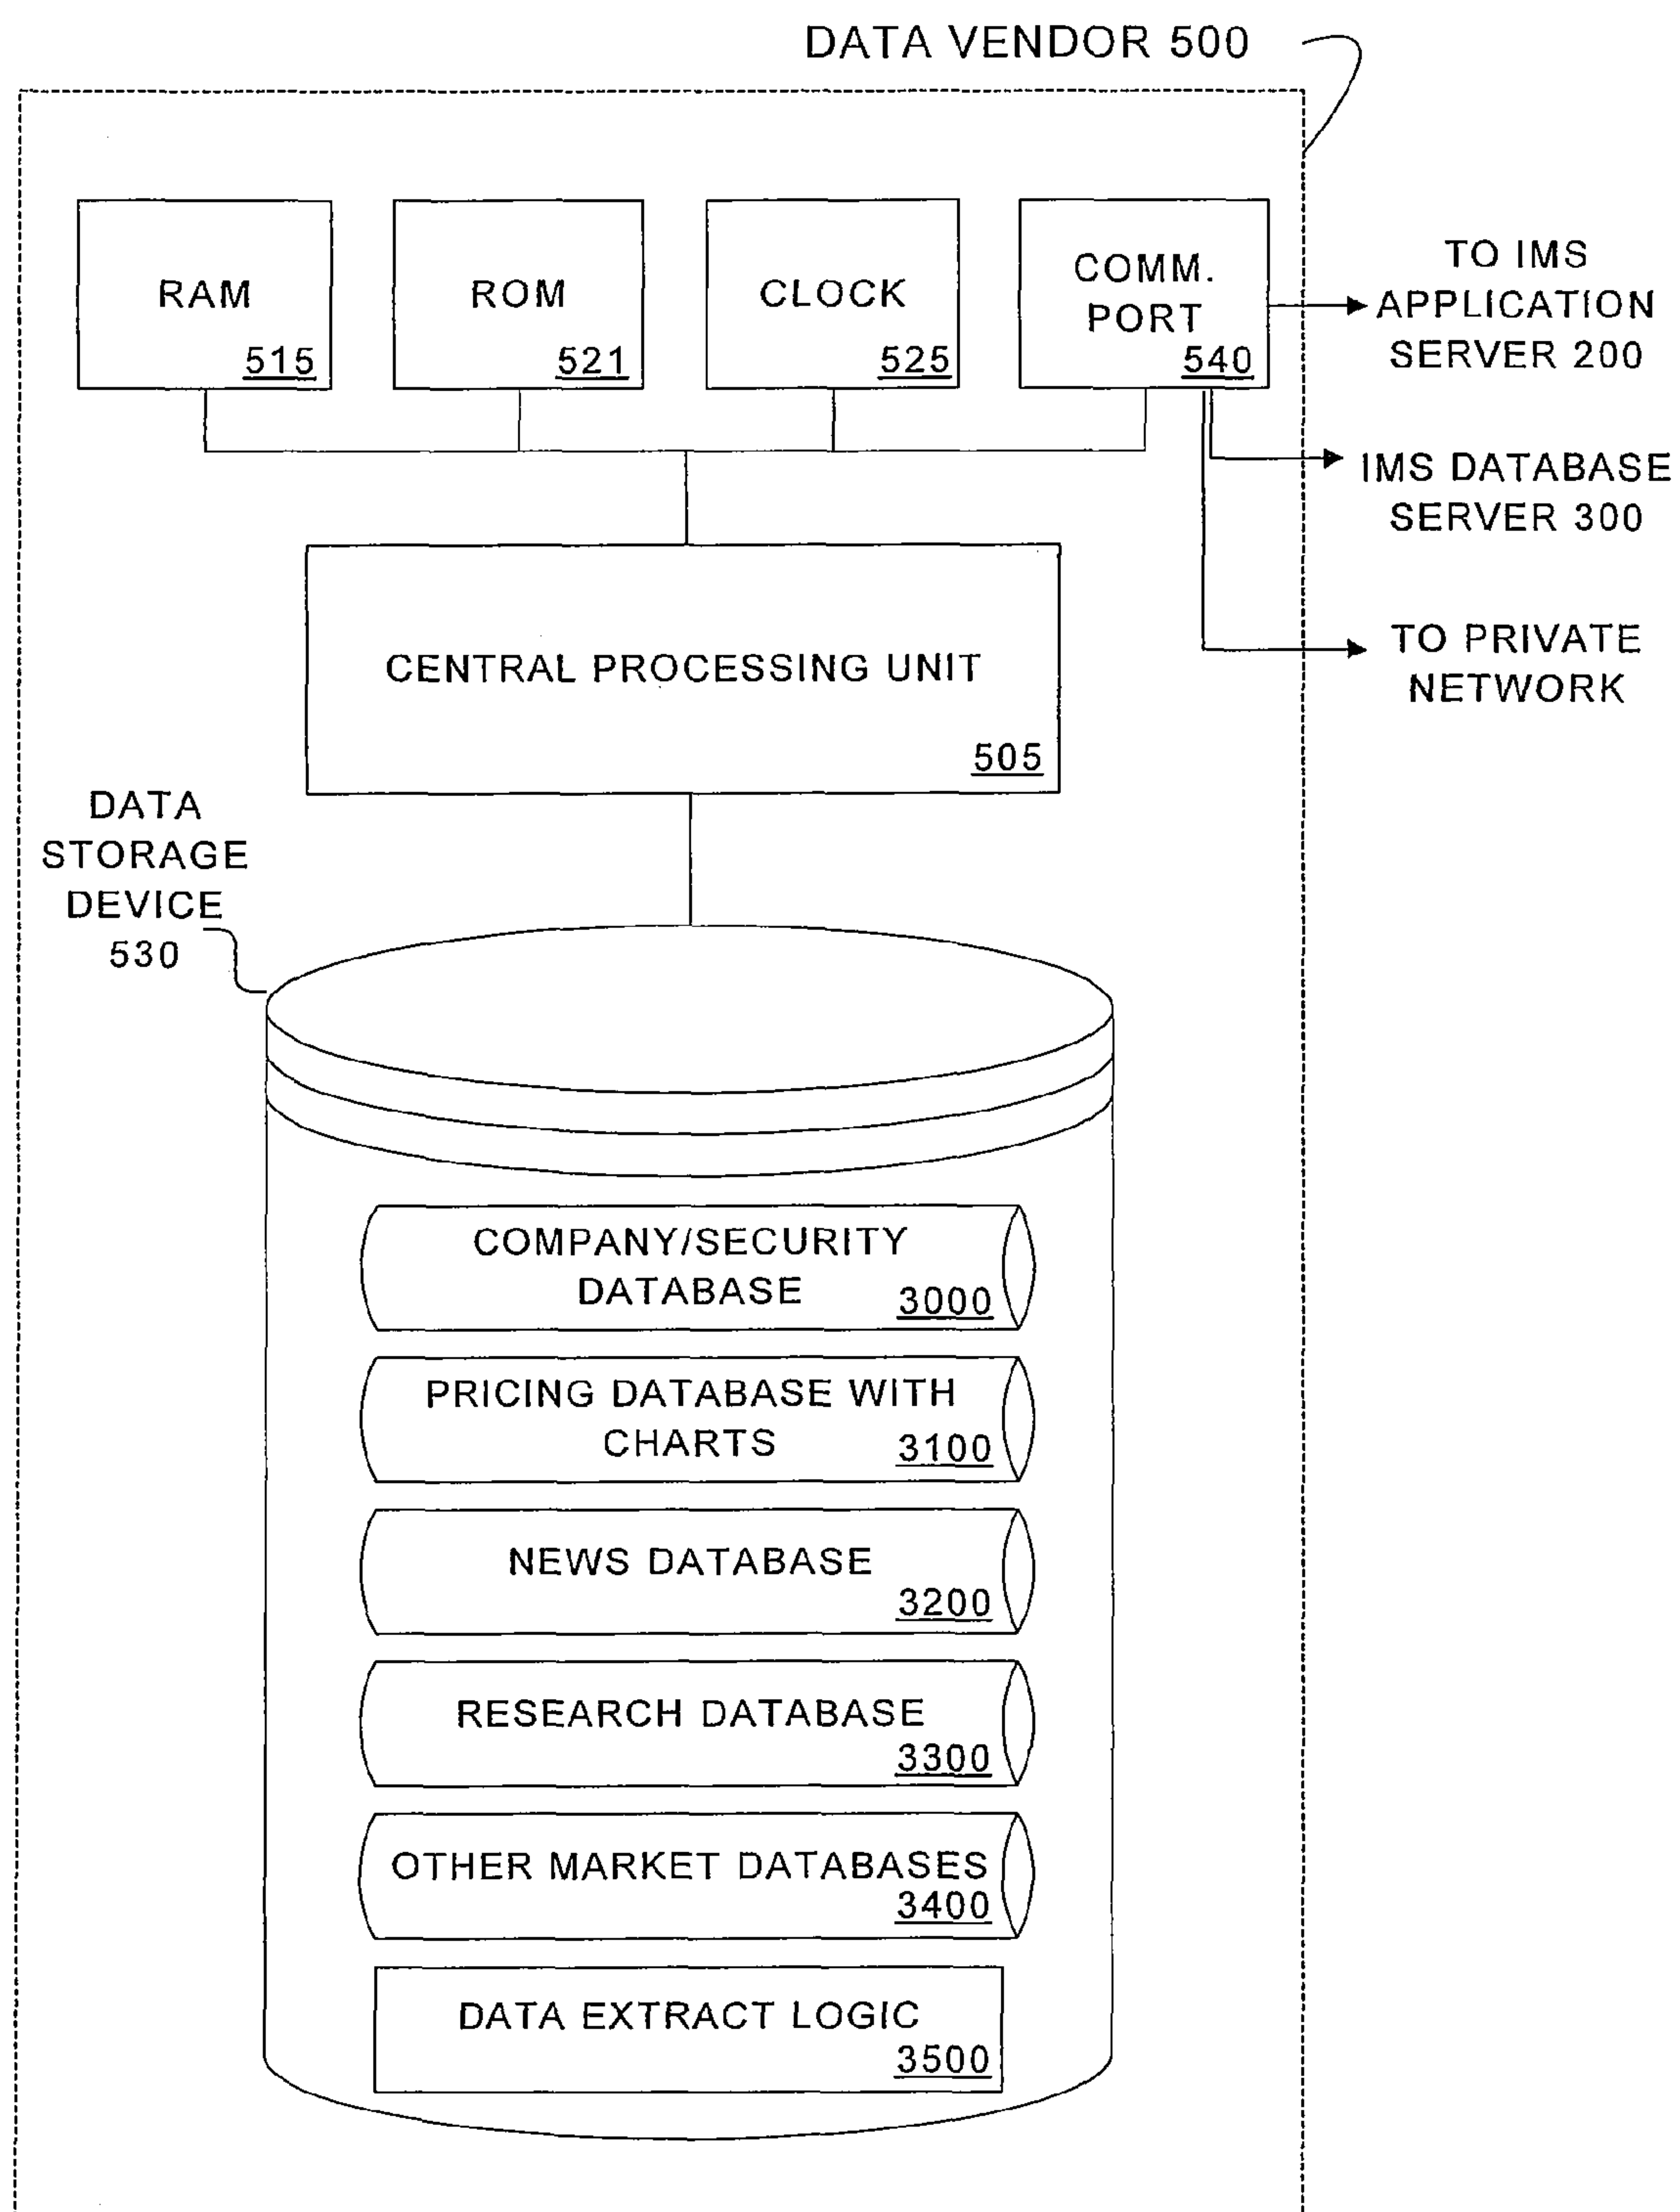 DATA VENDOR 500
RAM
515
ROM
521
CLOCK
525
COMM.
PORT
540
TO IMS
APPLICATION
SERVER 200
IMS DATABASE
SERVER 300
TO PRIVATE
NETWORK
CENTRAL PROCESSING UNIT
505
DATA
STORAGE
DEVICE
530
COMPANY/SECURITY
DATABASE
3000
PRICING DATABASE WITH
CHARTS
3100
NEWS DATABASE
3200
RESEARCH DATABASE
3300
OTHER MARKET DATABASES
3400
DATA EXTRACT LOGIC
3500